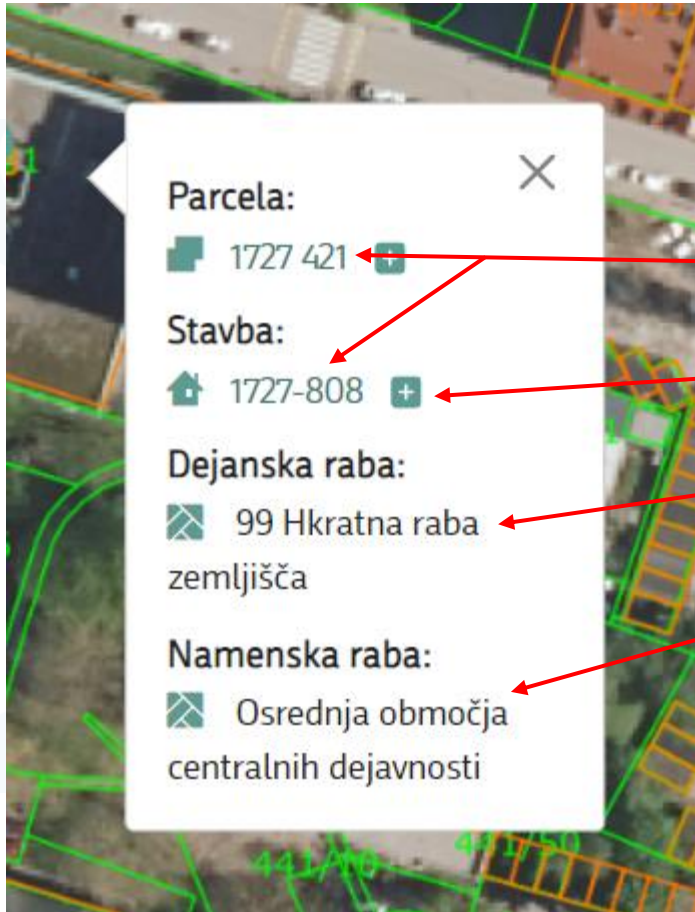 Parcela:
1727 421
Stavba:
1727-808
Dejanska raba:
99 Hkratna raba
zemljišča
Namenska raba:
Osrednja območja
centralnih dejavnosti